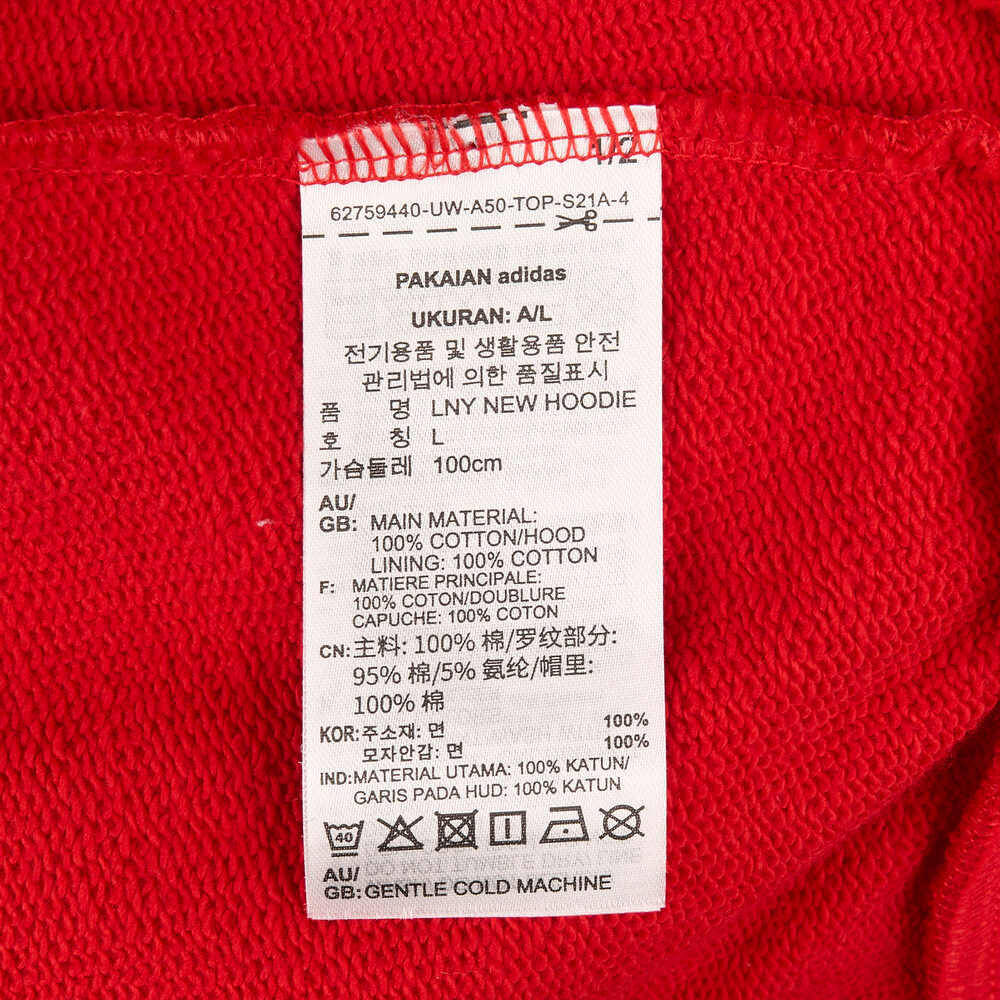 1/2
62759440-UW-A50-TOP-S21A-4
PAKAIAN adidas
UKURAN: A/L
전기용품 및 생활용품 안전
관리법에 의한 품질표시
품 명 LNY NEW HOODIE
호 칭 L
가슴둘레 100cm
AU/
GB: MAIN MATERIAL:
100% COTTON/HOOD
LINING: 100% COTTON
F: MATIERE PRINCIPALE:
100% COTON/DOUBLURE
CAPUCHE: 100% COTON
CN: 主料: 100% 棉/罗纹部分:
95% 棉/5% 氨纶/帽里:
100% 棉
KOR: 주소재: 면 100%
모자안감: 면 100%
IND: MATERIAL UTAMA: 100% KATUN/
GARIS PADA HUD: 100% KATUN
40
AU/
GB: GENTLE COLD MACHINE